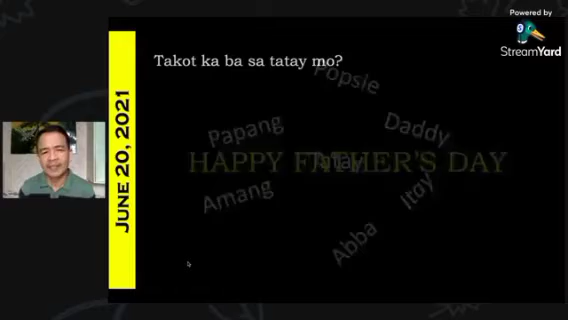 Powered by
StreamYard
Takot ka ba sa tatay mo?
Popsie
Papang
Daddy
HAPPY FATHER'S DAY
Tatay
Amang
Itay
Abba
JUNE 20, 2021